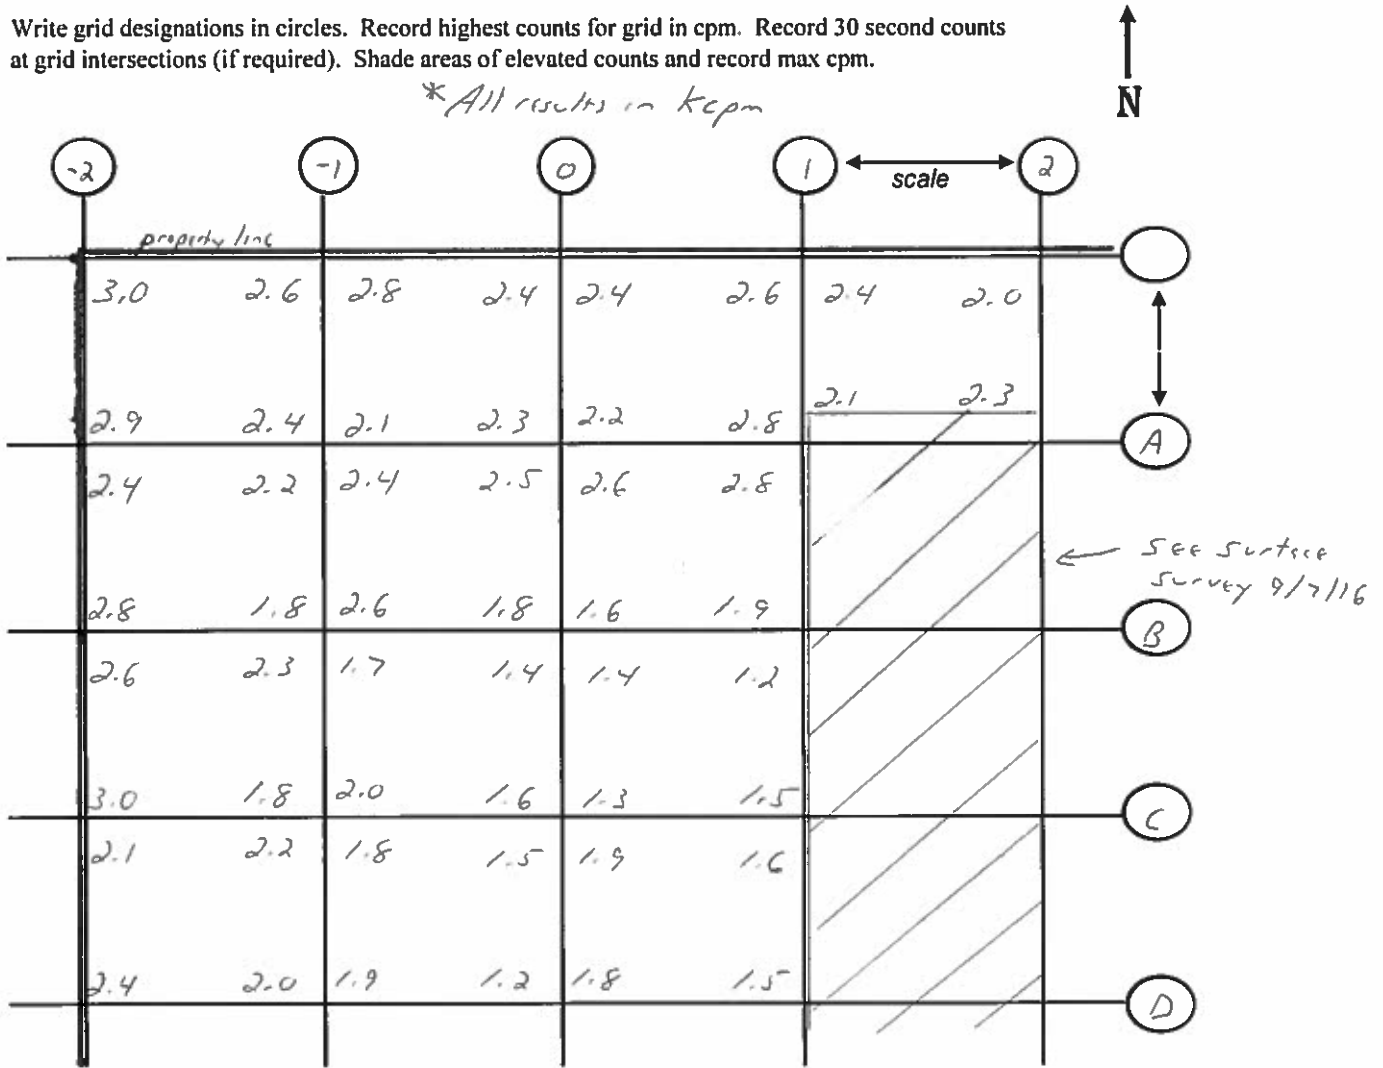 Write grid designations in circles. Record highest counts for grid in cpm. Record 30 second counts
at grid intersections (if required). Shade areas of elevated counts and record max cpm.
N
*All results in kcpm
-2 -1 0 1 scale 2
property line
3.0 2.6 2.8 2.4 2.4 2.6 2.4 2.0
2.1 2.3
2.9 2.4 2.1 2.3 2.2 2.8
A
2.4 2.2 2.4 2.5 2.6 2.8
See surface
survey 9/7/16
2.8 1.8 2.6 1.8 1.6 1.9
B
2.6 2.3 1.7 1.4 1.4 1.2
3.0 1.8 2.0 1.6 1.3 1.5
C
2.1 2.2 1.8 1.5 1.9 1.6
2.4 2.0 1.9 1.2 1.8 1.5
D